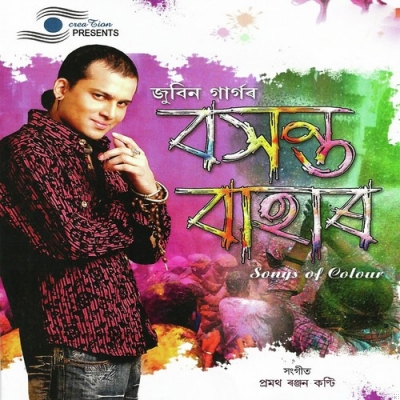 creaTion
PRESENTS
জুবিন গাৰ্গৰ
বসন্ত
বাহাৰ
Songs of Colour
সংগীত
প্ৰমথ ৰঞ্জন কণ্টি